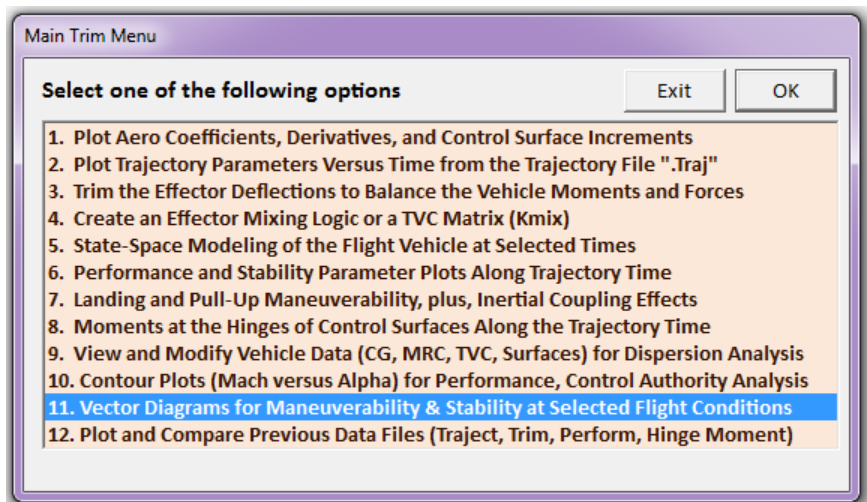 Main Trim Menu
Select one of the following options
Exit
OK
1. Plot Aero Coefficients, Derivatives, and Control Surface Increments
2. Plot Trajectory Parameters Versus Time from the Trajectory File ".Traj"
3. Trim the Effector Deflections to Balance the Vehicle Moments and Forces
4. Create an Effector Mixing Logic or a TVC Matrix (Kmix)
5. State-Space Modeling of the Flight Vehicle at Selected Times
6. Performance and Stability Parameter Plots Along Trajectory Time
7. Landing and Pull-Up Maneuverability, plus, Inertial Coupling Effects
8. Moments at the Hinges of Control Surfaces Along the Trajectory Time
9. View and Modify Vehicle Data (CG, MRC, TVC, Surfaces) for Dispersion Analysis
10. Contour Plots (Mach versus Alpha) for Performance, Control Authority Analysis
11. Vector Diagrams for Maneuverability & Stability at Selected Flight Conditions
12. Plot and Compare Previous Data Files (Traject, Trim, Perform, Hinge Moment)